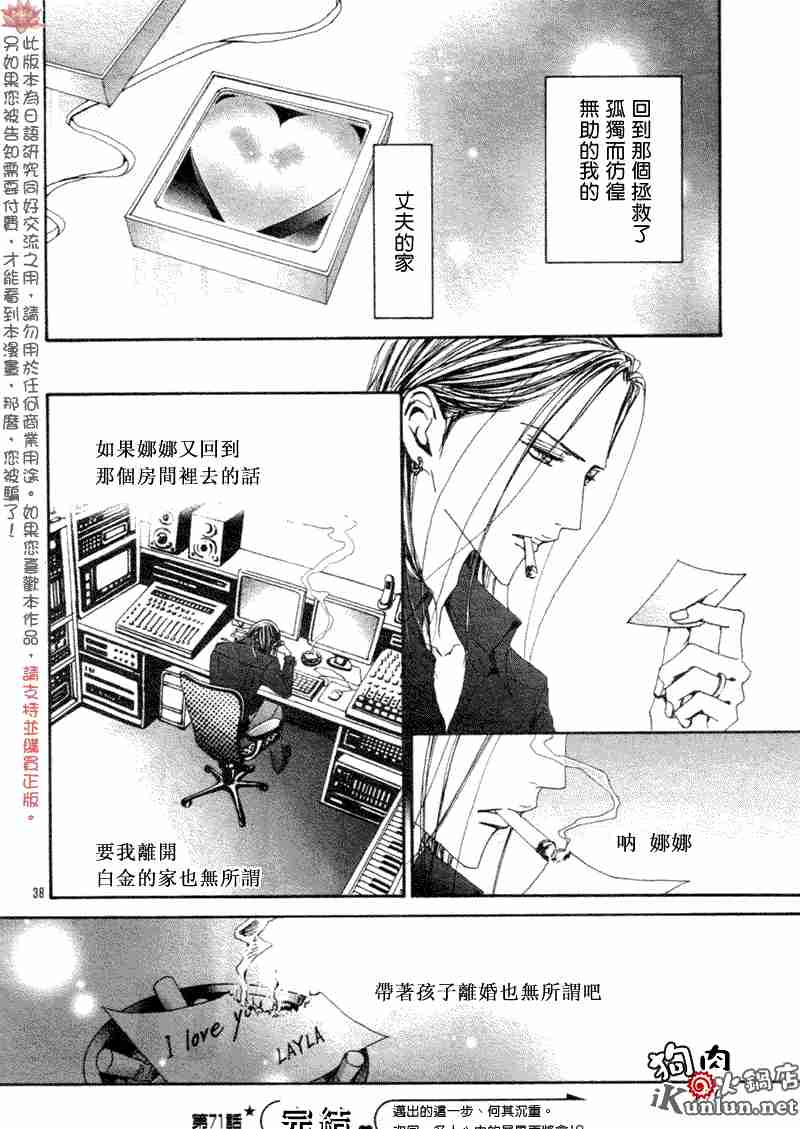 回到那個拯救了
孤獨而彷徨
無助的我的
丈夫的家
如果娜娜又回到
那個房間裡去的話
要我離開
白金的家也無所謂
吶 娜娜
帶著孩子離婚也無所謂吧
I love you
LAYLA
38
第71話
完結
邁出的這一步、何其沉重。
狗肉
火鍋店
iKunlun.net
此版本為日語研究同好交流之用，請勿用於任何商業用途。如果您喜歡本作品，請支持並購買正版。
另如果您被告知需要付費，才能看到本漫畫，那麼，您被騙了！